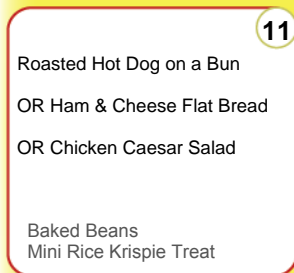 11
Roasted Hot Dog on a Bun
OR Ham & Cheese Flat Bread
OR Chicken Caesar Salad
Baked Beans
Mini Rice Krispie Treat